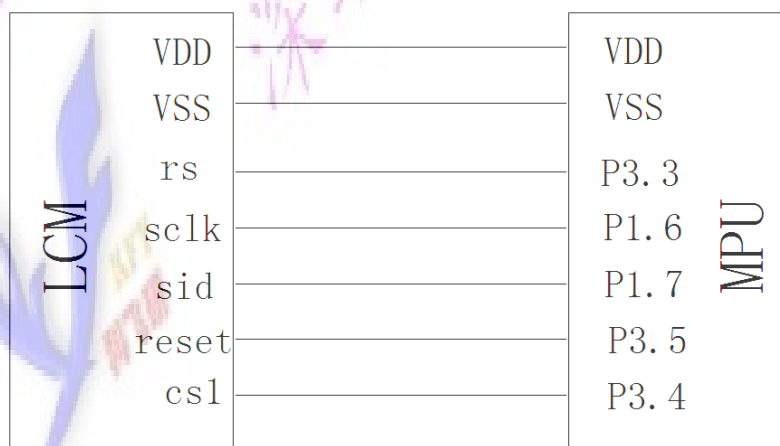 VDD VDD
VSS VSS
rs P3.3
sclk P1.6
sid P1.7
reset P3.5
cs1 P3.4
LCM
MPU